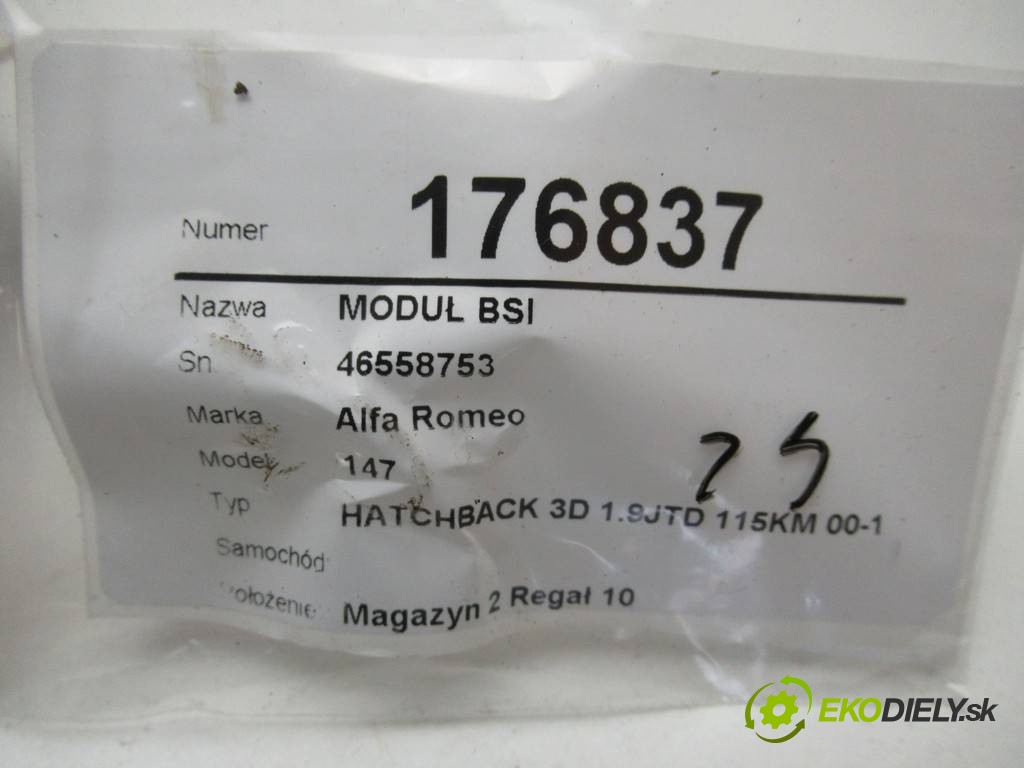 Numer 176837
Nazwa MODUŁ BSI
Sn 46558753
Marka Alfa Romeo
Model 147
Typ HATCHBACK 3D 1.9JTD 115KM 00-1
Samochód
ołożenie Magazyn 2 Regał 10
EKODIELY.sk